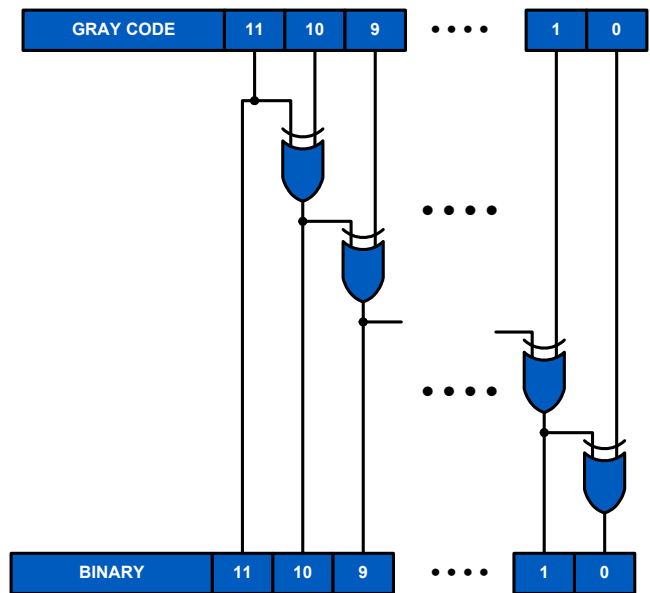 GRAY CODE 11 10 9 •••• 1 0
•••• 
••••
BINARY 11 10 9 •••• 1 0